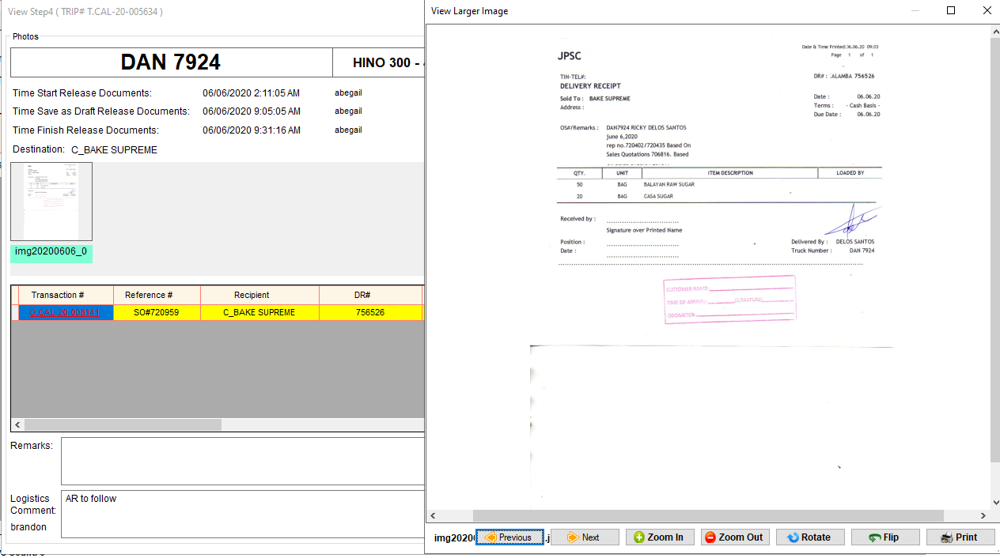 View Step4 ( TRIP# T.CAL-20-005634 )
Photos
DAN 7924
HINO 300 -
Time Start Release Documents: 06/06/2020 2:11:05 AM abegail
Time Save as Draft Release Documents: 06/06/2020 9:05:05 AM abegail
Time Finish Release Documents: 06/06/2020 9:31:16 AM abegail
Destination: C_BAKE SUPREME
img20200606_0
Transaction # Reference # Recipient DR#
O.CAL-20-008141 SO#720959 C_BAKE SUPREME 756526
Remarks:
Logistics
Comment:
brandon
AR to follow
View Larger Image
Date & Time Printed: 06.06.20 09:03
Page 1 of 1
JPSC
TIN-TEL#:
DR# : ALAMBA 756526
DELIVERY RECEIPT
Sold To : BAKE SUPREME
Address :
Date : 06.06.20
Terms : - Cash Basis -
Due Date : 06.06.20
OS#/Remarks : DAN7924 RICKY DELOS SANTOS
june 6,2020
rep no.720402/720435 Based On
Sales Quotations 706816. Based
QTY. UNIT ITEM DESCRIPTION LOADED BY
50 BAG BALAYAN RAW SUGAR
20 BAG CASA SUGAR
Received by :
Signature over Printed Name
Position :
Date :
Delivered By : DELOS SANTOS
Truck Number : DAN 7924
CUSTOMER NAME:
TIME OF ARRIVAL: DEPARTURE:
ODOMETER:
img2020 Previous .j Next Zoom In Zoom Out Rotate Flip Print